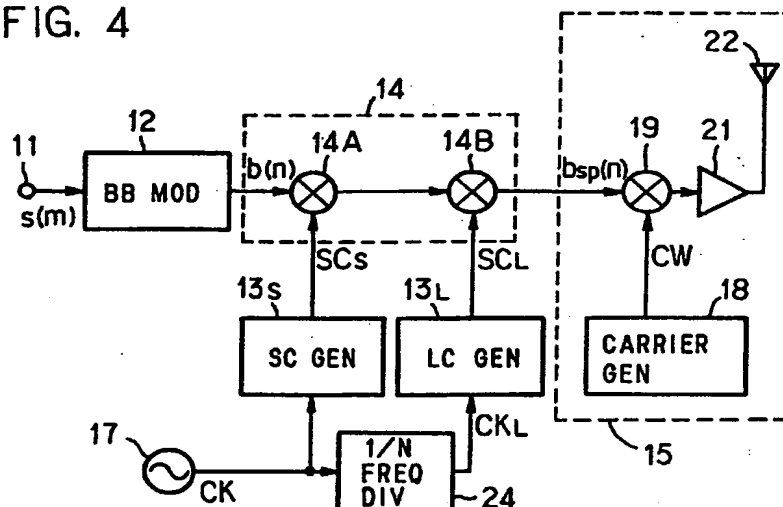 FIG. 4
22
14
12
14A
14B
19
21
11
b(n)
bsp(n)
BB MOD
s(m)
SCS
SCL
CW
13S
13L
18
SC GEN
LC GEN
CARRIER
GEN
17
CKL
15
1/N
FREQ
DIV
CK
24